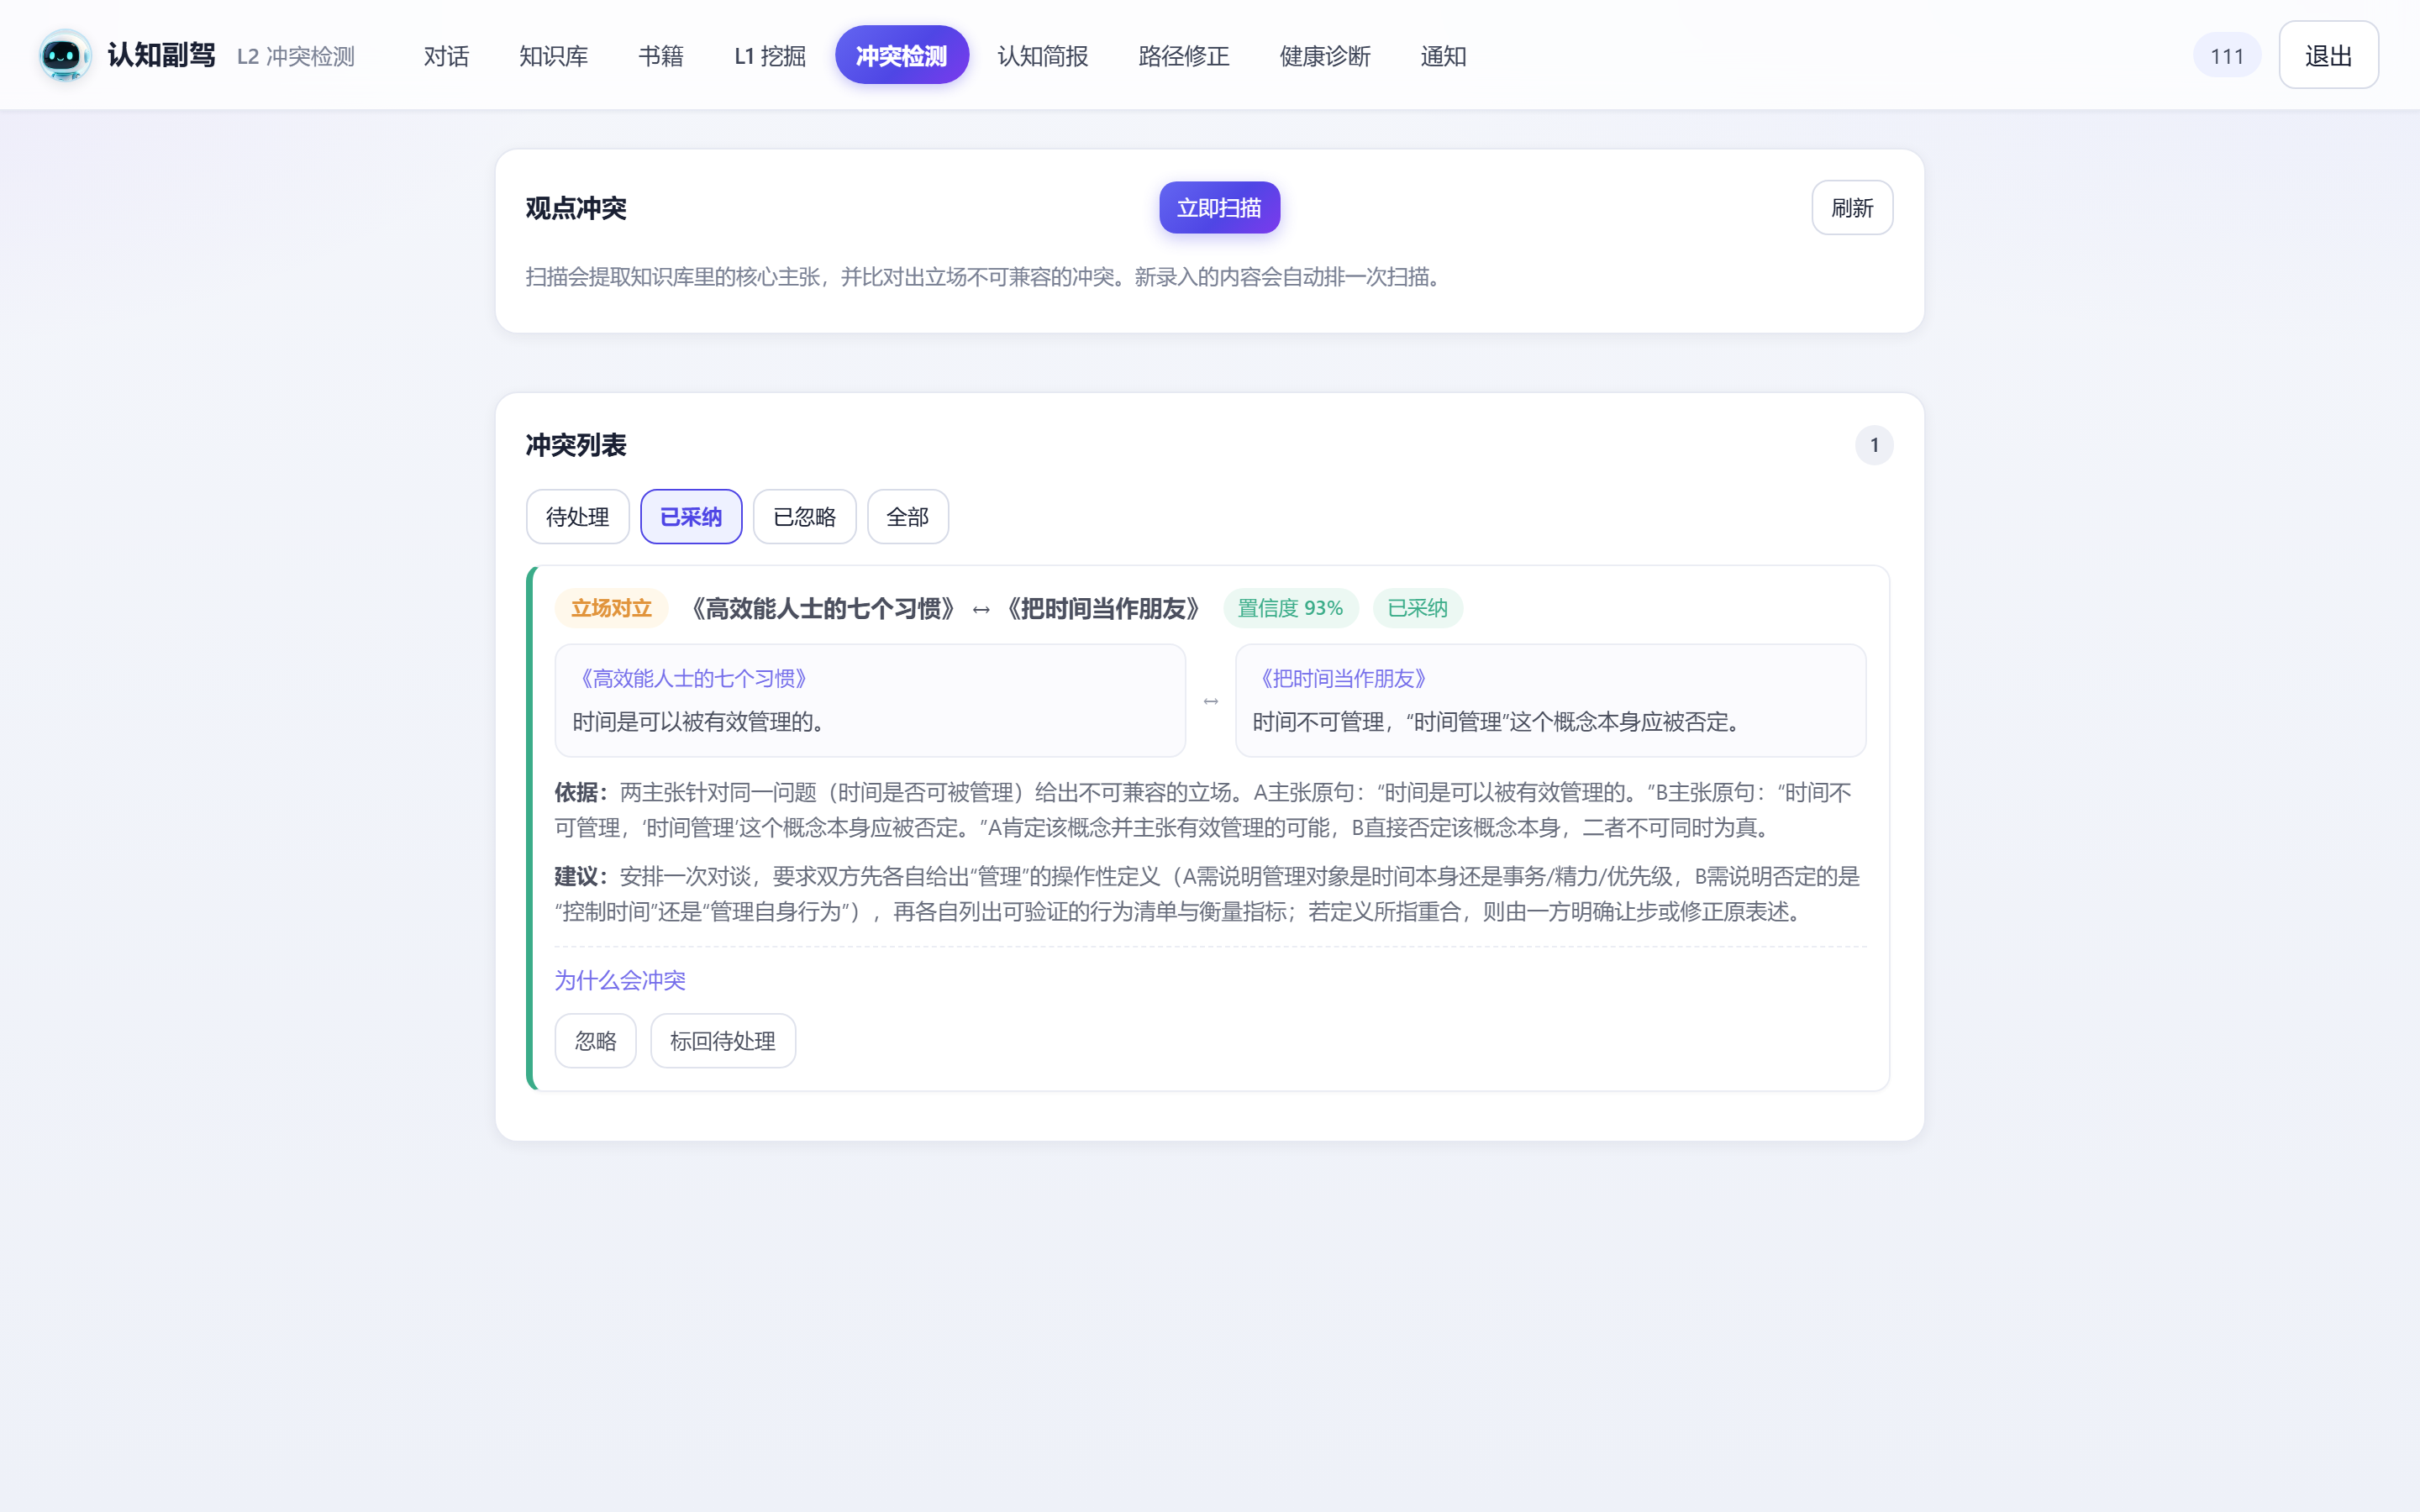 认知副驾 L2 冲突检测 对话 知识库 书籍 L1 挖掘 冲突检测 认知简报 路径修正 健康诊断 通知 111 退出
观点冲突 立即扫描 刷新
扫描会提取知识库里的核心主张，并比对出立场不可兼容的冲突。新录入的内容会自动排一次扫描。
冲突列表 1
待处理 已采纳 已忽略 全部
立场对立 《高效能人士的七个习惯》 ↔ 《把时间当作朋友》 置信度 93% 已采纳
《高效能人士的七个习惯》
时间是可以被有效管理的。
↔
《把时间当作朋友》
时间不可管理，“时间管理”这个概念本身应被否定。
依据：两主张针对同一问题（时间是否可被管理）给出不可兼容的立场。A主张原句：“时间是可以被有效管理的。”B主张原句：“时间不
可管理，‘时间管理’这个概念本身应被否定。”A肯定该概念并主张有效管理的可能，B直接否定该概念本身，二者不可同时为真。
建议：安排一次对谈，要求双方先各自给出“管理”的操作性定义（A需说明管理对象是时间本身还是事务/精力/优先级，B需说明否定的是
“控制时间”还是“管理自身行为”），再各自列出可验证的行为清单与衡量指标；若定义所指重合，则由一方明确让步或修正原表述。
为什么会冲突
忽略 标回待处理